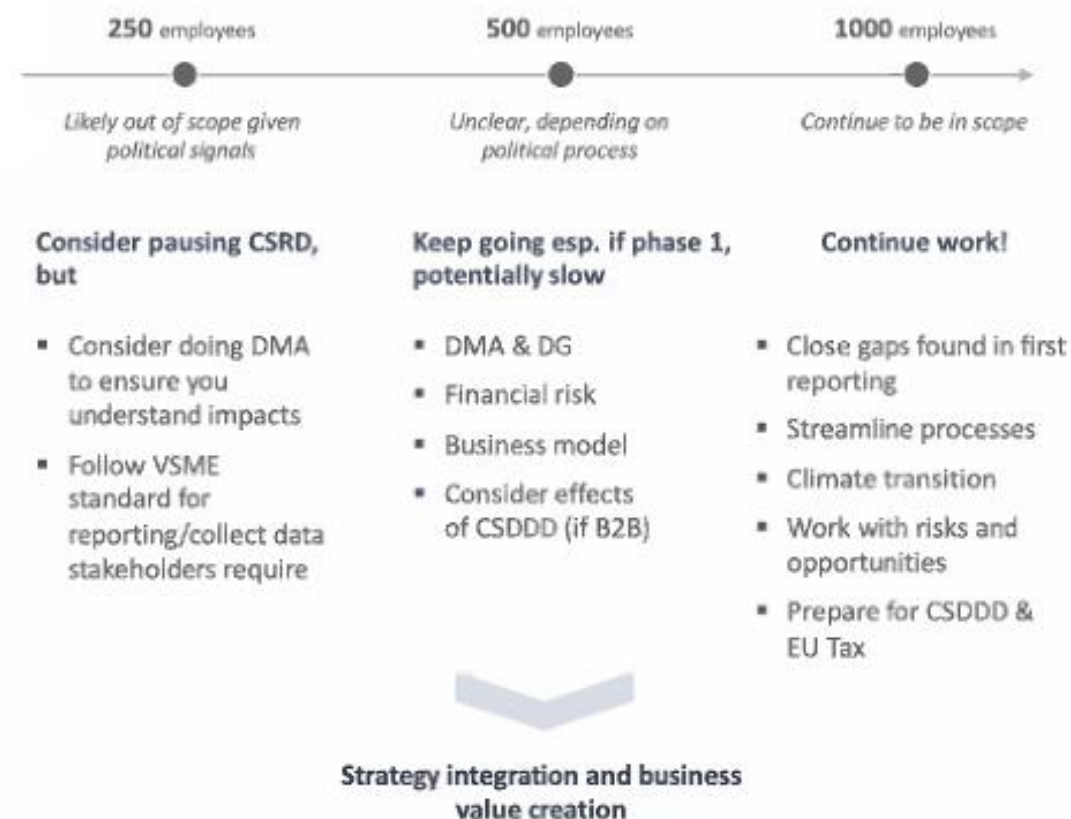 250 employees
500 employees
1000 employees
Likely out of scope given
political signals
Unclear, depending on
political process
Continue to be in scope
Consider pausing CSRD,
but
▪ Consider doing DMA
to ensure you
understand impacts
▪ Follow VSME
standard for
reporting/collect data
stakeholders require
Keep going esp. if phase 1,
potentially slow
▪ DMA & DG
▪ Financial risk
▪ Business model
▪ Consider effects
of CSDDD (if B2B)
Continue work!
▪ Close gaps found in first
reporting
▪ Streamline processes
▪ Climate transition
▪ Work with risks and
opportunities
▪ Prepare for CSDDD &
EU Tax
Strategy integration and business
value creation